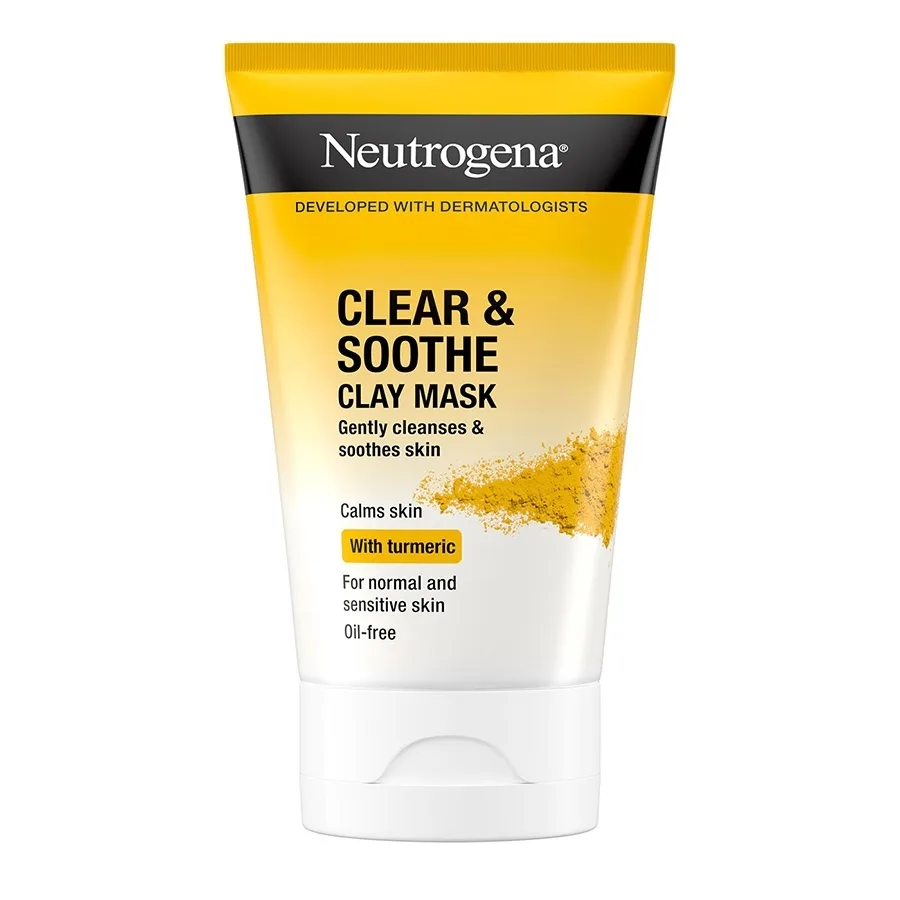 Neutrogena®
DEVELOPED WITH DERMATOLOGISTS
CLEAR &
SOOTHE
CLAY MASK
Gently cleanses &
soothes skin
Calms skin
With turmeric
For normal and
sensitive skin
Oil-free